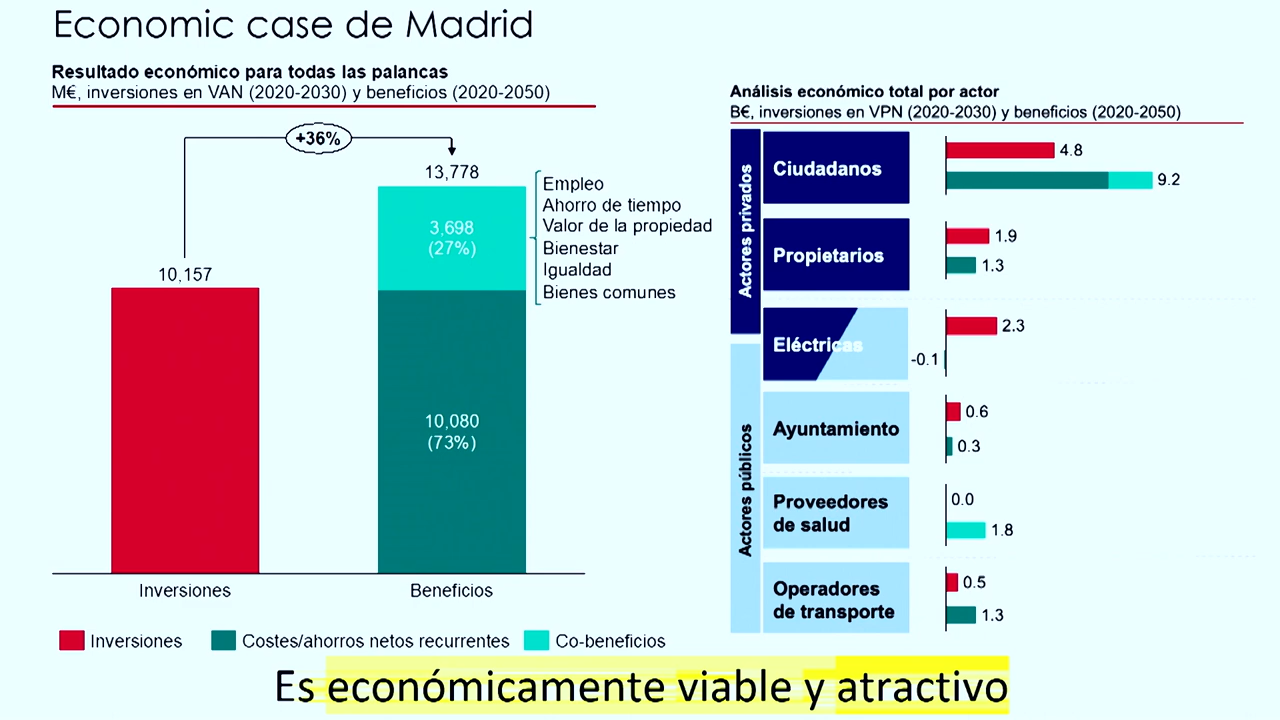 Economic case de Madrid
Resultado económico para todas las palancas
M€, inversiones en VAN (2020-2030) y beneficios (2020-2050)
+36%
10,157
13,778
3,698
(27%)
10,080
(73%)
Empleo
Ahorro de tiempo
Valor de la propiedad
Bienestar
Igualdad
Bienes comunes
Inversiones
Beneficios
Inversiones
Costes/ahorros netos recurrentes
Co-beneficios
Análisis económico total por actor
B€, inversiones en VPN (2020-2030) y beneficios (2020-2050)
Actores privados
Actores públicos
Ciudadanos
4.8
9.2
Propietarios
1.9
1.3
Eléctricas
2.3
-0.1
Ayuntamiento
0.6
0.3
Proveedores
de salud
0.0
1.8
Operadores
de transporte
0.5
1.3
Es económicamente viable y atractivo